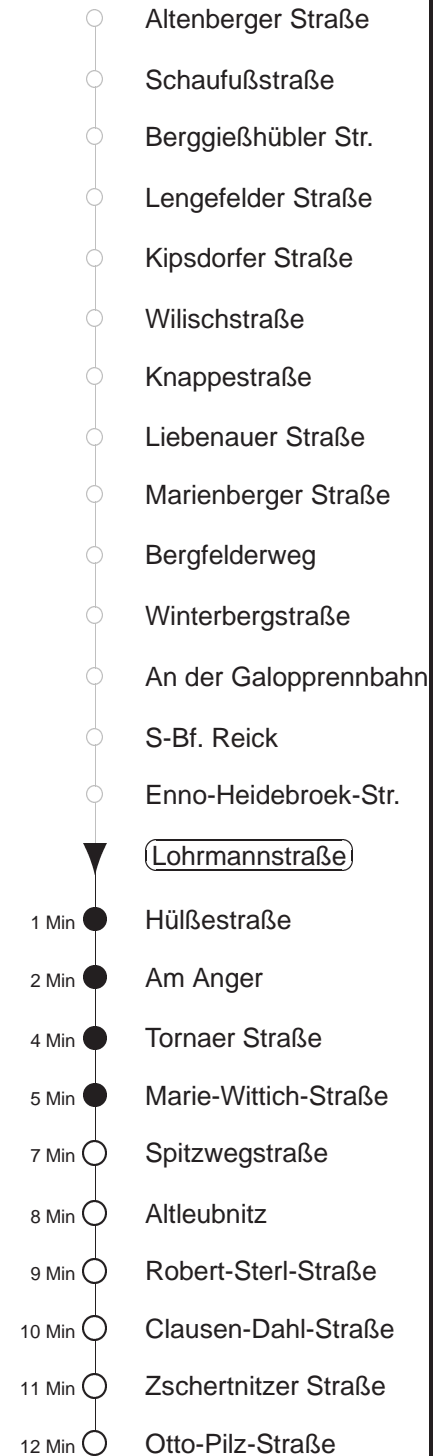 Altenberger Straße
Schaufußstraße
Berggießhübler Str.
Lengefelder Straße
Kipsdorfer Straße
Wilischstraße
Knappestraße
Liebenauer Straße
Marienberger Straße
Bergfelderweg
Winterbergstraße
An der Galopprennbahn
S-Bf. Reick
Enno-Heidebroek-Str.
Lohrmannstraße
1 Min Hülßestraße
2 Min Am Anger
4 Min Tornaer Straße
5 Min Marie-Wittich-Straße
7 Min Spitzwegstraße
8 Min Altleubnitz
9 Min Robert-Sterl-Straße
10 Min Clausen-Dahl-Straße
11 Min Zschertnitzer Straße
12 Min Otto-Pilz-Straße